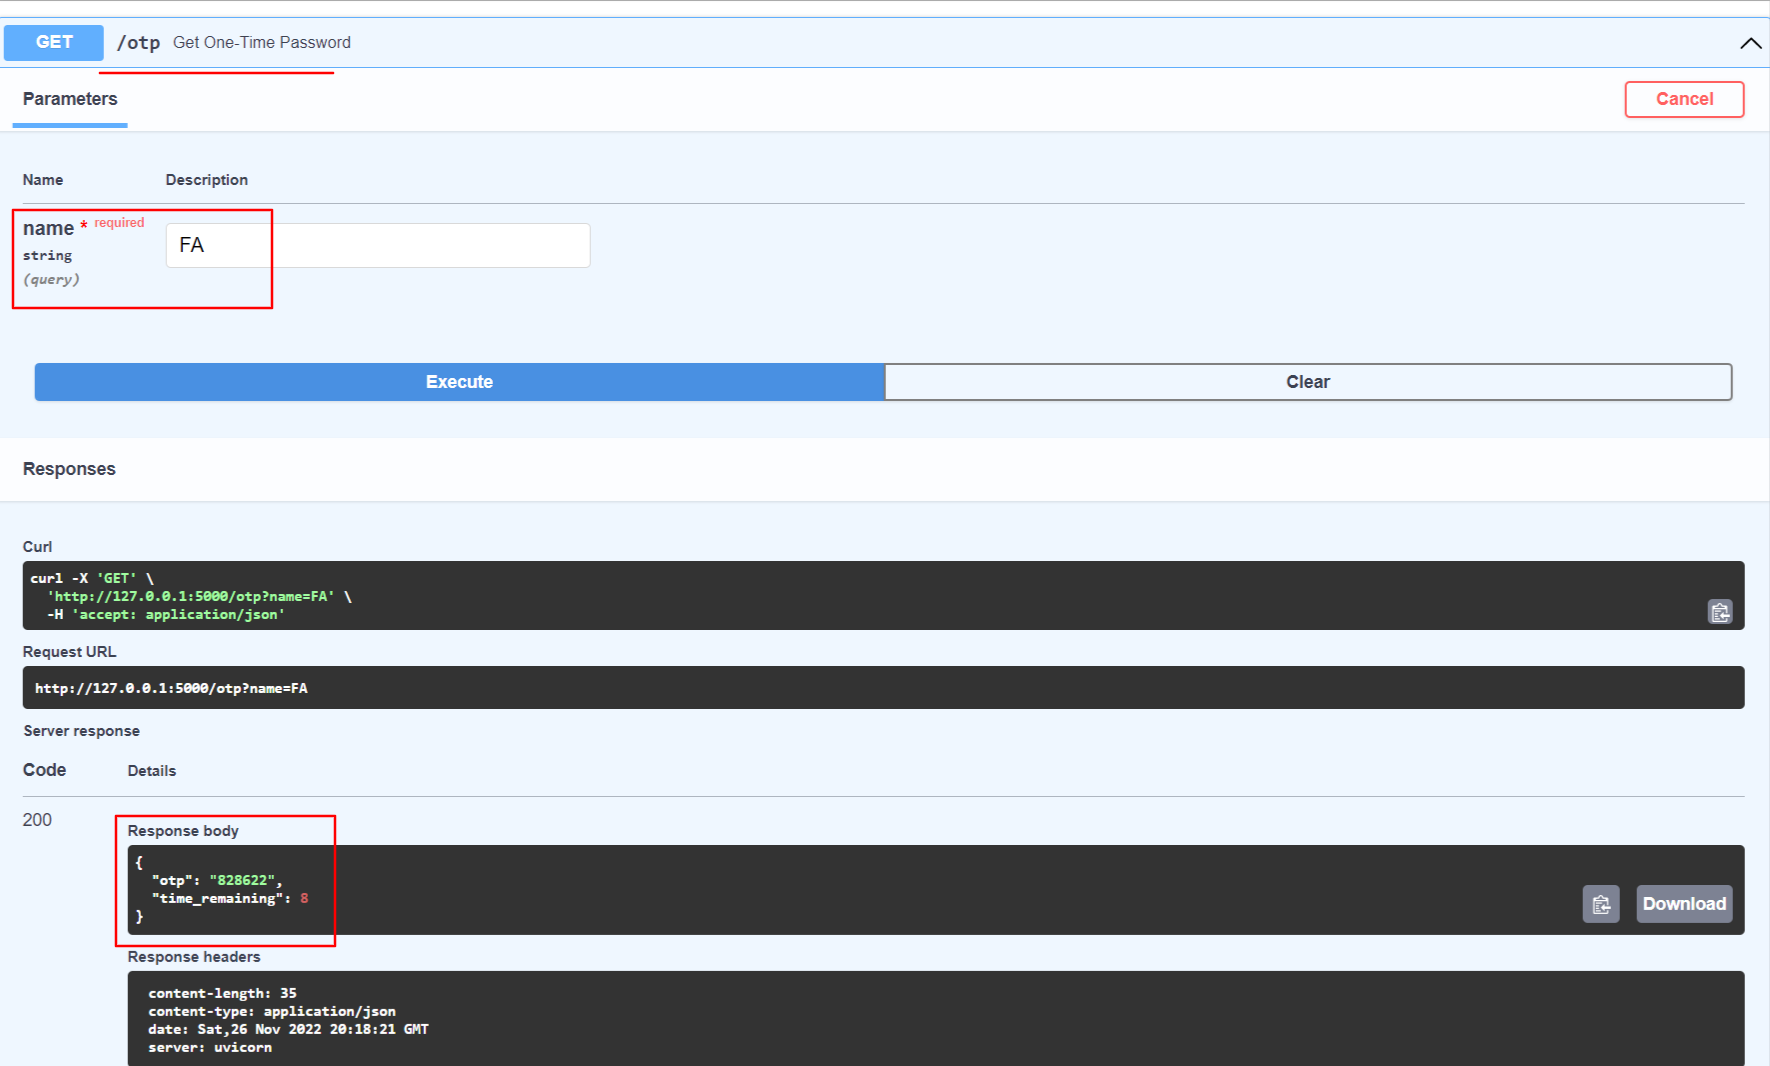 GET /otp Get One-Time Password
Parameters
Cancel
Name Description
name * required
string
(query)
FA
Execute
Clear
Responses
Curl
curl -X 'GET' \
'http://127.0.0.1:5000/otp?name=FA' \
-H 'accept: application/json'
Request URL
http://127.0.0.1:5000/otp?name=FA
Server response
Code Details
200
Response body
{
"otp": "828622",
"time_remaining": 8
}
Download
Response headers
content-length: 35
content-type: application/json
date: Sat,26 Nov 2022 20:18:21 GMT
server: uvicorn